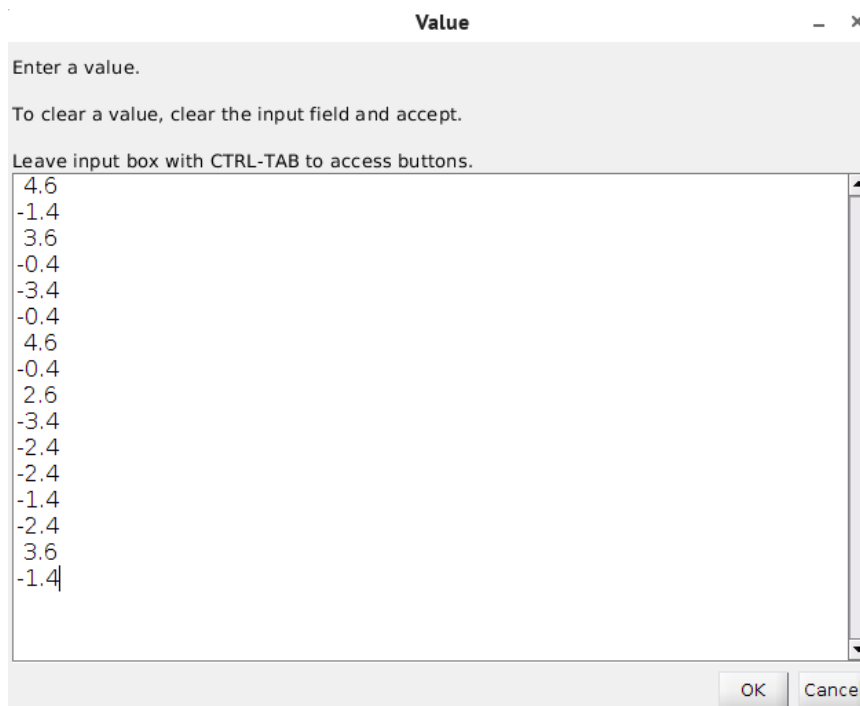 Value
Enter a value.
To clear a value, clear the input field and accept.
Leave input box with CTRL-TAB to access buttons.
4.6
-1.4
3.6
-0.4
-3.4
-0.4
4.6
-0.4
2.6
-3.4
-2.4
-2.4
-1.4
-2.4
3.6
-1.4
OK
Cance